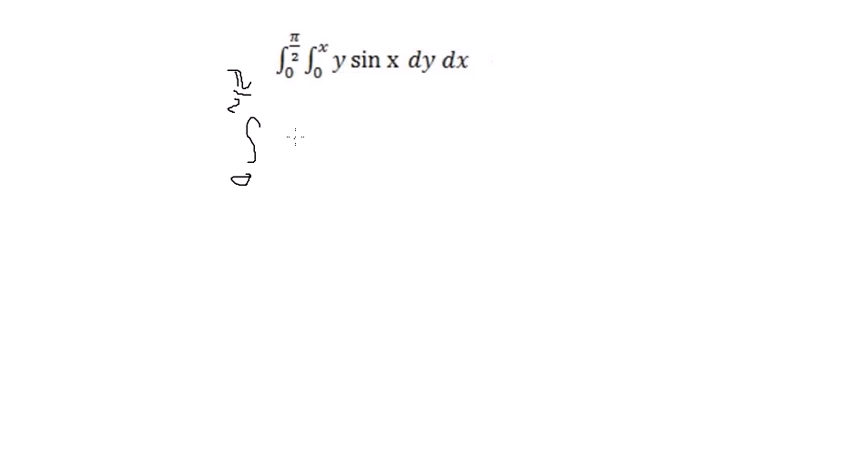 ∫₀^(π/2) ∫₀^x y sin x dy dx
π/2
∫
0